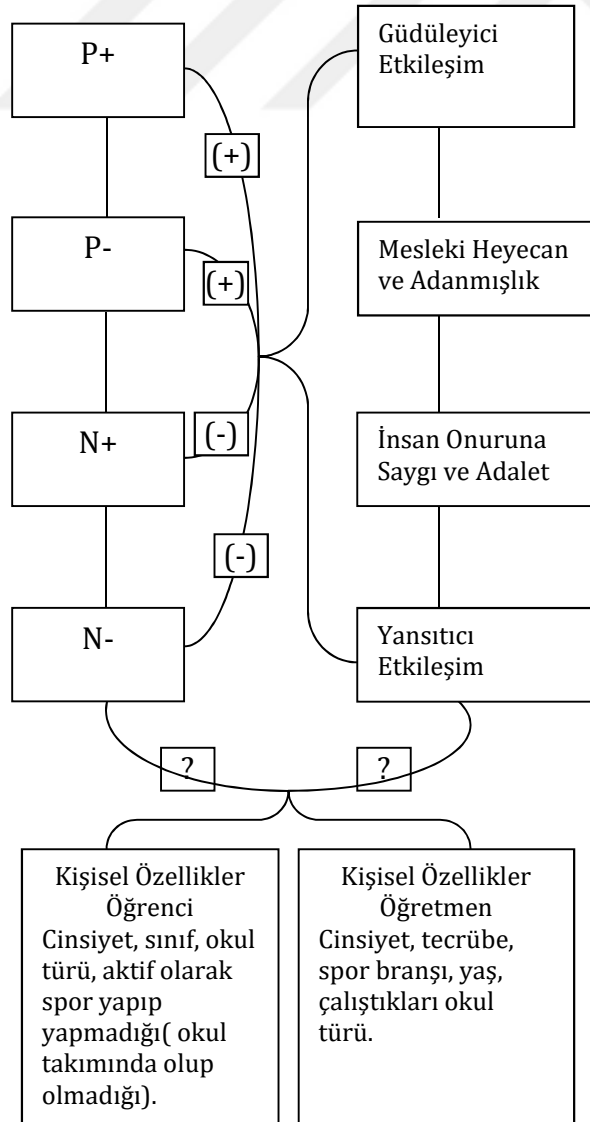 P+
Güdüleyici
Etkileşim
(+)
P-
(+)
Mesleki Heyecan
ve Adanmışlık
N+
(-)
İnsan Onuruna
Saygı ve Adalet
(-)
N-
Yansıtıcı
Etkileşim
?
?
Kişisel Özellikler
Öğrenci
Cinsiyet, sınıf, okul
türü, aktif olarak
spor yapıp
yapmadığı( okul
takımında olup
olmadığı).
Kişisel Özellikler
Öğretmen
Cinsiyet, tecrübe,
spor branşı, yaş,
çalıştıkları okul
türü.